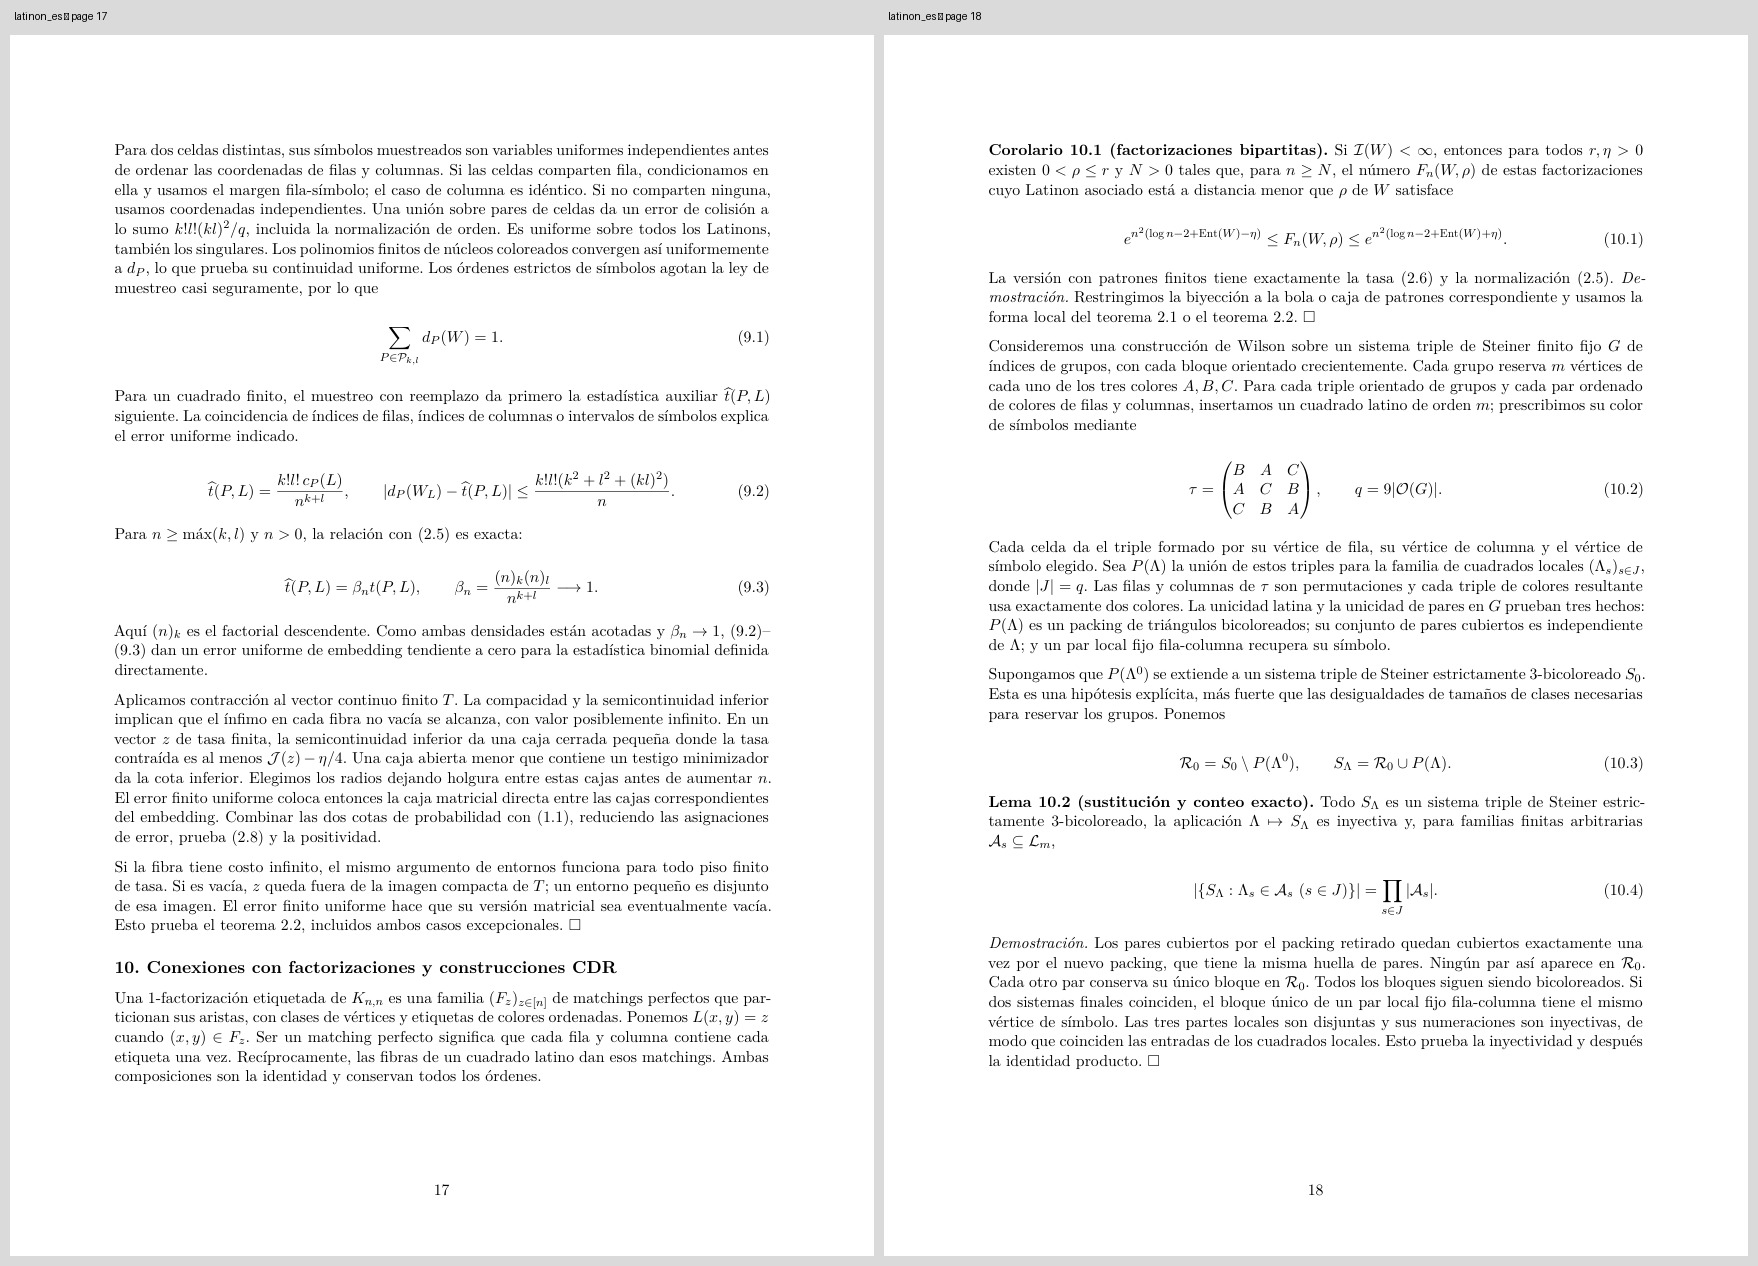 latinon_es page 17
Para dos celdas distintas, sus símbolos muestreados son variables uniformes independientes antes
de ordenar las coordenadas de filas y columnas. Si las celdas comparten fila, condicionamos en
ella y usamos el margen fila-símbolo; el caso de columna es idéntico. Si no comparten ninguna,
usamos coordenadas independientes. Una unión sobre pares de celdas da un error de colisión a
lo sumo k!l!(kl)²/q, incluida la normalización de orden. Es uniforme sobre todos los Latinons,
también los singulares. Los polinomios finitos de núcleos coloreados convergen así uniformemente
a d_P, lo que prueba su continuidad uniforme. Los órdenes estrictos de símbolos agotan la ley de
muestreo casi seguramente, por lo que
∑_{P∈𝒫_{k,l}} d_P(W) = 1. (9.1)
Para un cuadrado finito, el muestreo con reemplazo da primero la estadística auxiliar t̂(P, L)
siguiente. La coincidencia de índices de filas, índices de columnas o intervalos de símbolos explica
el error uniforme indicado.
t̂(P, L) = k!l! c_P(L) / n^{k+l}, |d_P(W_L) − t̂(P, L)| ≤ k!l!(k² + l² + (kl)²) / n. (9.2)
Para n ≥ máx(k, l) y n > 0, la relación con (2.5) es exacta:
t̂(P, L) = β_n t(P, L), β_n = (n)_k(n)_l / n^{k+l} ⟶ 1. (9.3)
Aquí (n)_k es el factorial descendente. Como ambas densidades están acotadas y β_n → 1, (9.2)–
(9.3) dan un error uniforme de embedding tendiente a cero para la estadística binomial definida
directamente.
Aplicamos contracción al vector continuo finito T. La compacidad y la semicontinuidad inferior
implican que el ínfimo en cada fibra no vacía se alcanza, con valor posiblemente infinito. En un
vector z de tasa finita, la semicontinuidad inferior da una caja cerrada pequeña donde la tasa
contraída es al menos 𝒥(z) − η/4. Una caja abierta menor que contiene un testigo minimizador
da la cota inferior. Elegimos los radios dejando holgura entre estas cajas antes de aumentar n.
El error finito uniforme coloca entonces la caja matricial directa entre las cajas correspondientes
del embedding. Combinar las dos cotas de probabilidad con (1.1), reduciendo las asignaciones
de error, prueba (2.8) y la positividad.
Si la fibra tiene costo infinito, el mismo argumento de entornos funciona para todo piso finito
de tasa. Si es vacía, z queda fuera de la imagen compacta de T; un entorno pequeño es disjunto
de esa imagen. El error finito uniforme hace que su versión matricial sea eventualmente vacía.
Esto prueba el teorema 2.2, incluidos ambos casos excepcionales. □
10. Conexiones con factorizaciones y construcciones CDR
Una 1-factorización etiquetada de K_{n,n} es una familia (F_z)_{z∈[n]} de matchings perfectos que par-
ticionan sus aristas, con clases de vértices y etiquetas de colores ordenadas. Ponemos L(x, y) = z
cuando (x, y) ∈ F_z. Ser un matching perfecto significa que cada fila y columna contiene cada
etiqueta una vez. Recíprocamente, las fibras de un cuadrado latino dan esos matchings. Ambas
composiciones son la identidad y conservan todos los órdenes.
17
latinon_es page 18
Corolario 10.1 (factorizaciones bipartitas). Si ℐ(W) < ∞, entonces para todos r, η > 0
existen 0 < ρ ≤ r y N > 0 tales que, para n ≥ N, el número F_n(W, ρ) de estas factorizaciones
cuyo Latinon asociado está a distancia menor que ρ de W satisface
e^{n²(log n−2+Ent(W)−η)} ≤ F_n(W, ρ) ≤ e^{n²(log n−2+Ent(W)+η)}. (10.1)
La versión con patrones finitos tiene exactamente la tasa (2.6) y la normalización (2.5). De-
mostración. Restringimos la biyección a la bola o caja de patrones correspondiente y usamos la
forma local del teorema 2.1 o el teorema 2.2. □
Consideremos una construcción de Wilson sobre un sistema triple de Steiner finito fijo G de
índices de grupos, con cada bloque orientado crecientemente. Cada grupo reserva m vértices de
cada uno de los tres colores A, B, C. Para cada triple orientado de grupos y cada par ordenado
de colores de filas y columnas, insertamos un cuadrado latino de orden m; prescribimos su color
de símbolos mediante
τ = (B A C; A C B; C B A), q = 9|𝒪(G)|. (10.2)
Cada celda da el triple formado por su vértice de fila, su vértice de columna y el vértice de
símbolo elegido. Sea P(Λ) la unión de estos triples para la familia de cuadrados locales (Λ_s)_{s∈J},
donde |J| = q. Las filas y columnas de τ son permutaciones y cada triple de colores resultante
usa exactamente dos colores. La unicidad latina y la unicidad de pares en G prueban tres hechos:
P(Λ) es un packing de triángulos bicoloreados; su conjunto de pares cubiertos es independiente
de Λ; y un par local fijo fila-columna recupera su símbolo.
Supongamos que P(Λ⁰) se extiende a un sistema triple de Steiner estrictamente 3-bicoloreado S₀.
Esta es una hipótesis explícita, más fuerte que las desigualdades de tamaños de clases necesarias
para reservar los grupos. Ponemos
ℛ₀ = S₀ \ P(Λ⁰), S_Λ = ℛ₀ ∪ P(Λ). (10.3)
Lema 10.2 (sustitución y conteo exacto). Todo S_Λ es un sistema triple de Steiner estric-
tamente 3-bicoloreado, la aplicación Λ ↦ S_Λ es inyectiva y, para familias finitas arbitrarias
𝒜_s ⊆ ℒ_m,
|{S_Λ : Λ_s ∈ 𝒜_s (s ∈ J)}| = ∏_{s∈J} |𝒜_s|. (10.4)
Demostración. Los pares cubiertos por el packing retirado quedan cubiertos exactamente una
vez por el nuevo packing, que tiene la misma huella de pares. Ningún par así aparece en ℛ₀.
Cada otro par conserva su único bloque en ℛ₀. Todos los bloques siguen siendo bicoloreados. Si
dos sistemas finales coinciden, el bloque único de un par local fijo fila-columna tiene el mismo
vértice de símbolo. Las tres partes locales son disjuntas y sus numeraciones son inyectivas, de
modo que coinciden las entradas de los cuadrados locales. Esto prueba la inyectividad y después
la identidad producto. □
18